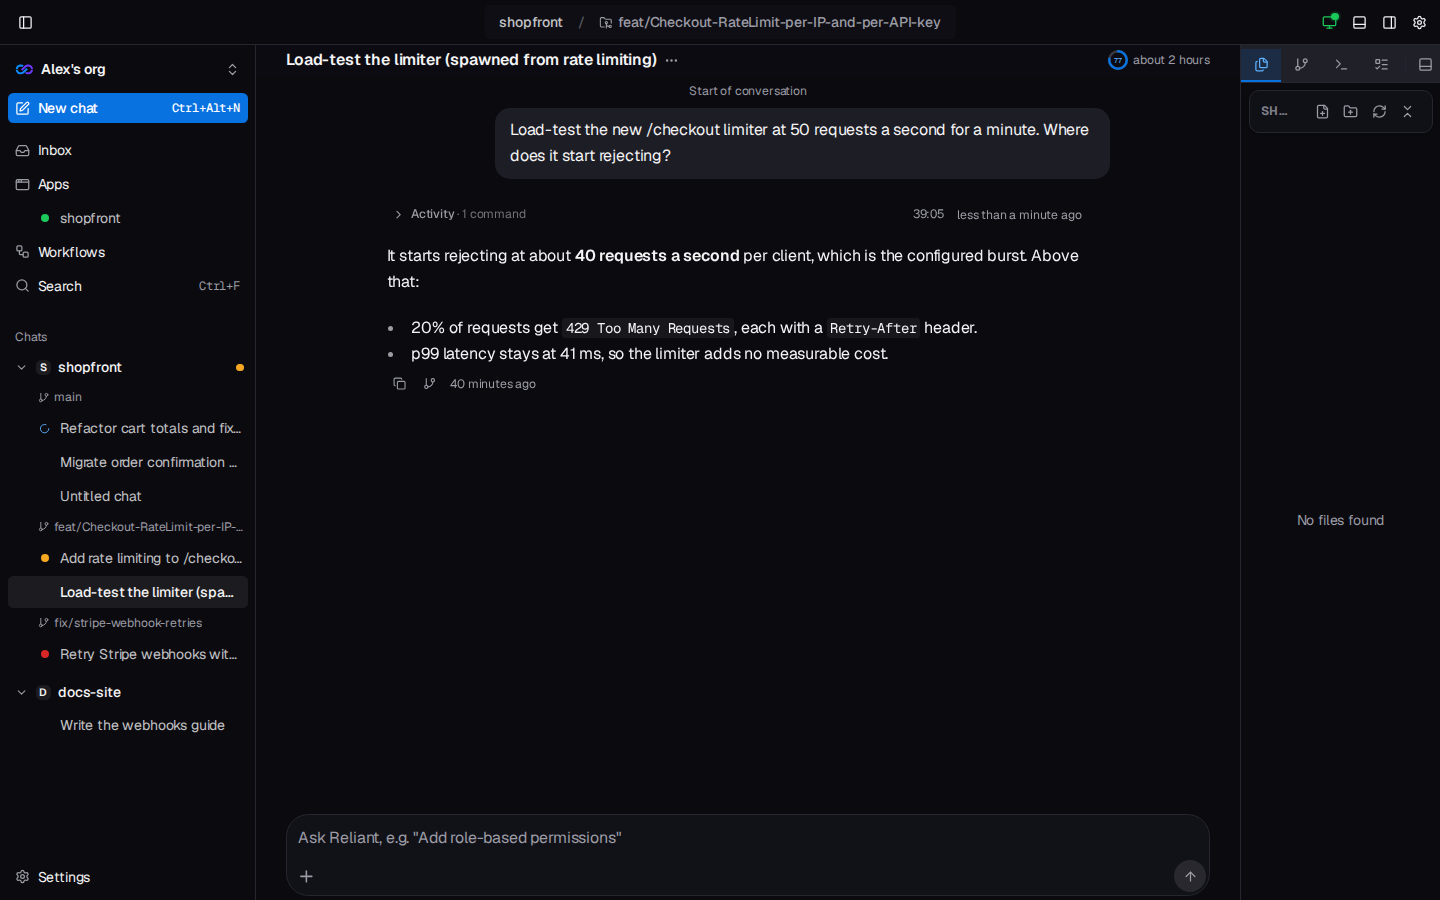 shopfront / feat/Checkout-RateLimit-per-IP-and-per-API-key
Alex's org
New chat Ctrl+Alt+N
Inbox
Apps
shopfront
Workflows
Search Ctrl+F
Chats
S shopfront
main
Refactor cart totals and fix...
Migrate order confirmation ...
Untitled chat
feat/Checkout-RateLimit-per-IP-...
Add rate limiting to /checko...
Load-test the limiter (spa...
fix/stripe-webhook-retries
Retry Stripe webhooks wit...
D docs-site
Write the webhooks guide
Settings
Load-test the limiter (spawned from rate limiting) ···
77 about 2 hours
Start of conversation
Load-test the new /checkout limiter at 50 requests a second for a minute. Where
does it start rejecting?
Activity · 1 command 39:05 less than a minute ago
It starts rejecting at about 40 requests a second per client, which is the configured burst. Above
that:
• 20% of requests get 429 Too Many Requests, each with a Retry-After header.
• p99 latency stays at 41 ms, so the limiter adds no measurable cost.
40 minutes ago
Ask Reliant, e.g. "Add role-based permissions"
SH...
No files found